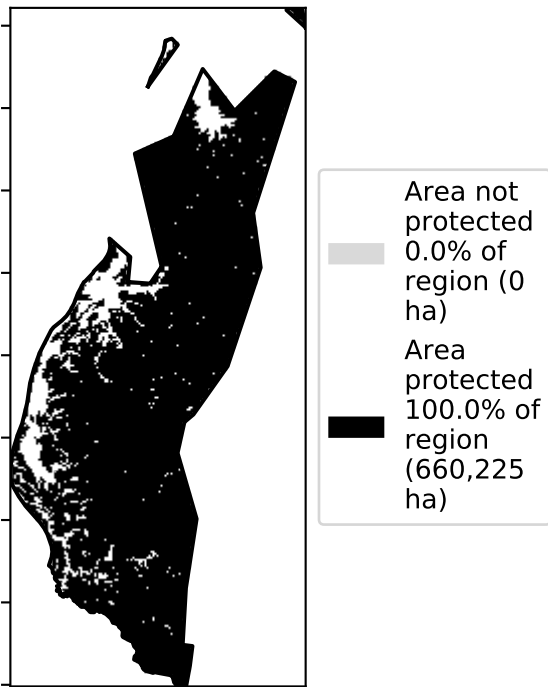 Area not
protected
0.0% of
region (0
ha)
Area
protected
100.0% of
region
(660,225
ha)